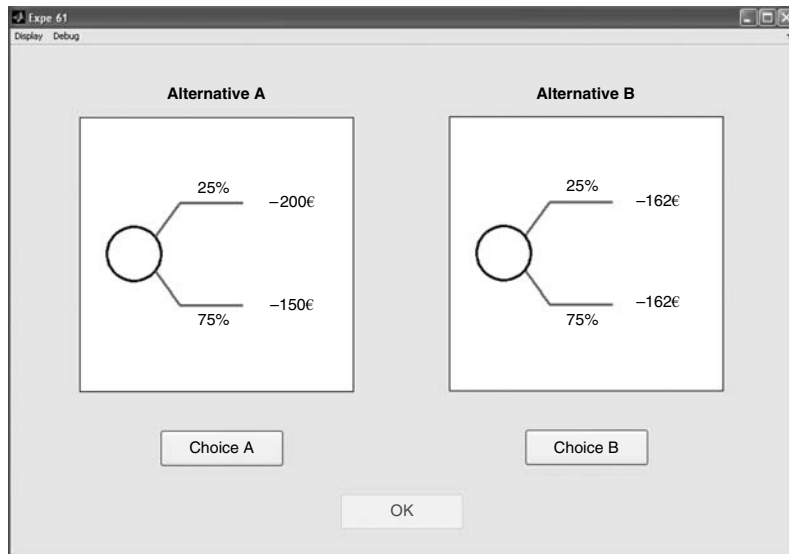 Expe 61
Display Debug
Alternative A
Alternative B
25%
–200€
–150€
75%
25%
–162€
–162€
75%
Choice A
Choice B
OK